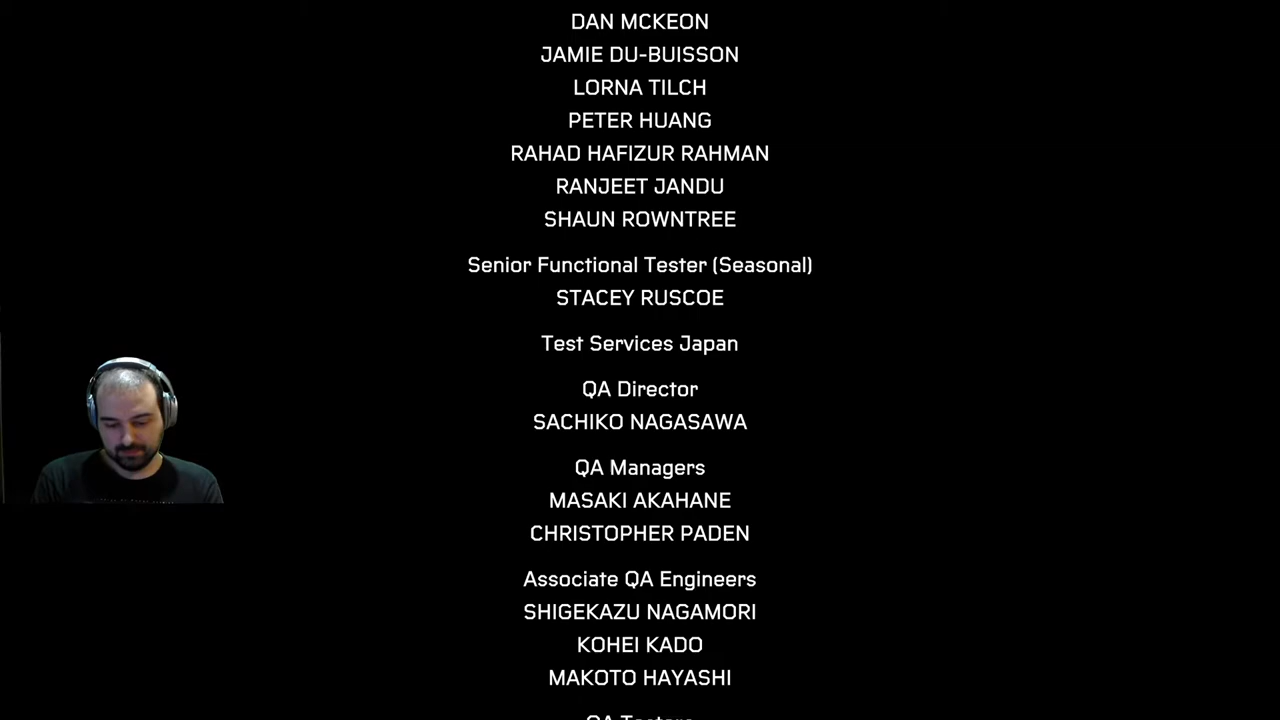 DAN MCKEON
JAMIE DU-BUISSON
LORNA TILCH
PETER HUANG
RAHAD HAFIZUR RAHMAN
RANJEET JANDU
SHAUN ROWNTREE
Senior Functional Tester (Seasonal)
STACEY RUSCOE
Test Services Japan
QA Director
SACHIKO NAGASAWA
QA Managers
MASAKI AKAHANE
CHRISTOPHER PADEN
Associate QA Engineers
SHIGEKAZU NAGAMORI
KOHEI KADO
MAKOTO HAYASHI
QA Testers